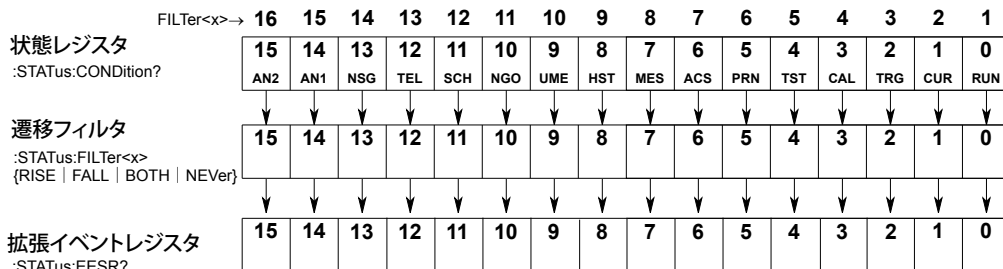 FILTer<x>→ 16 15 14 13 12 11 10 9 8 7 6 5 4 3 2 1
状態レジスタ
:STATus:CONDition?
15 14 13 12 11 10 9 8 7 6 5 4 3 2 1 0
AN2 AN1 NSG TEL SCH NGO UME HST MES ACS PRN TST CAL TRG CUR RUN
遷移フィルタ
:STATus:FILTer<x>
{RISE | FALL | BOTH | NEVer}
15 14 13 12 11 10 9 8 7 6 5 4 3 2 1 0
拡張イベントレジスタ
:STATus:EESR?
15 14 13 12 11 10 9 8 7 6 5 4 3 2 1 0